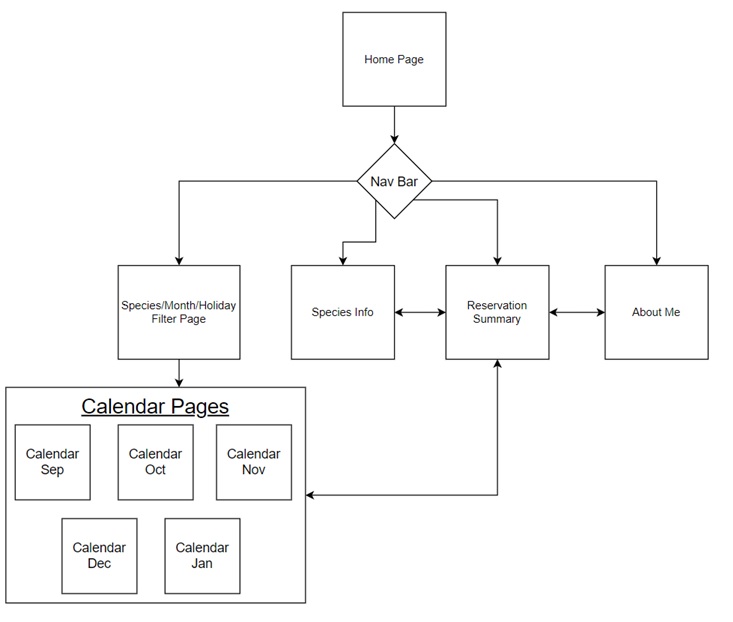 Home Page
Nav Bar
Species/Month/Holiday
Filter Page
Species Info
Reservation
Summary
About Me
Calendar Pages
Calendar
Sep
Calendar
Oct
Calendar
Nov
Calendar
Dec
Calendar
Jan